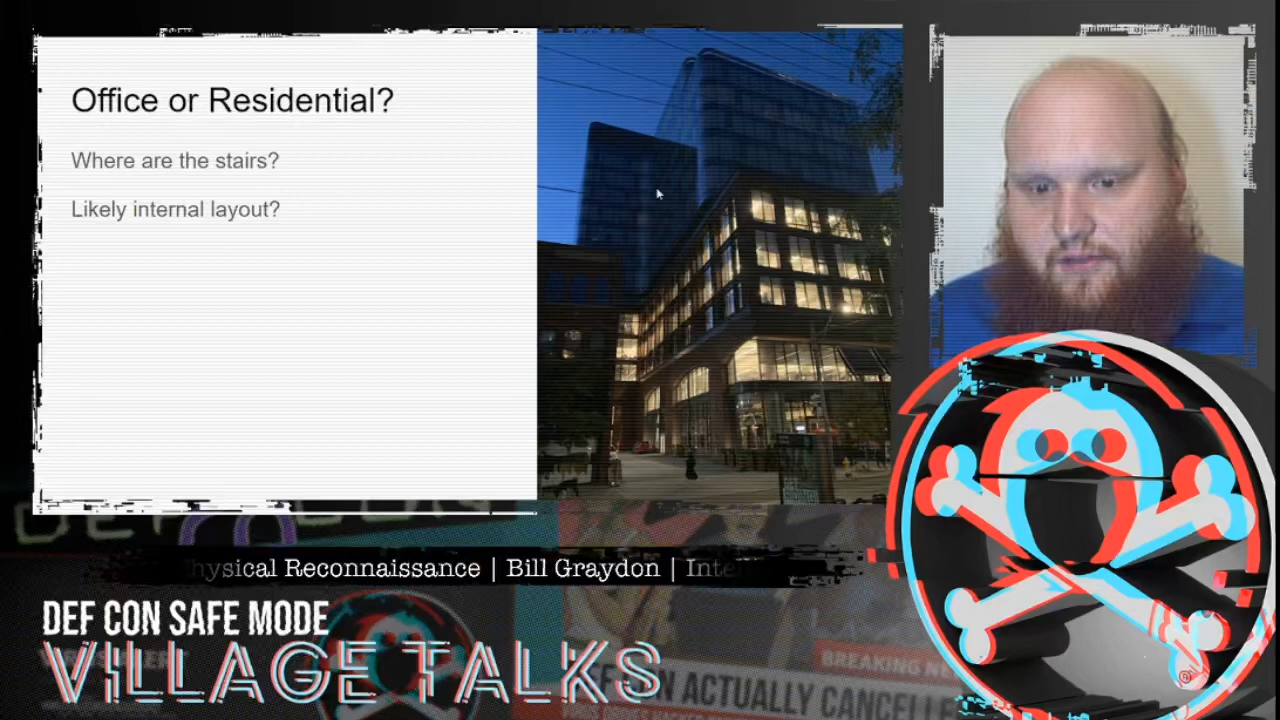 Office or Residential?
Where are the stairs?
Likely internal layout?
hysical Reconnaissance | Bill Graydon | Inte
DEF CON SAFE MODE
VILLAGE TALKS
BREAKING NE
ACTUALLY CANCELLE